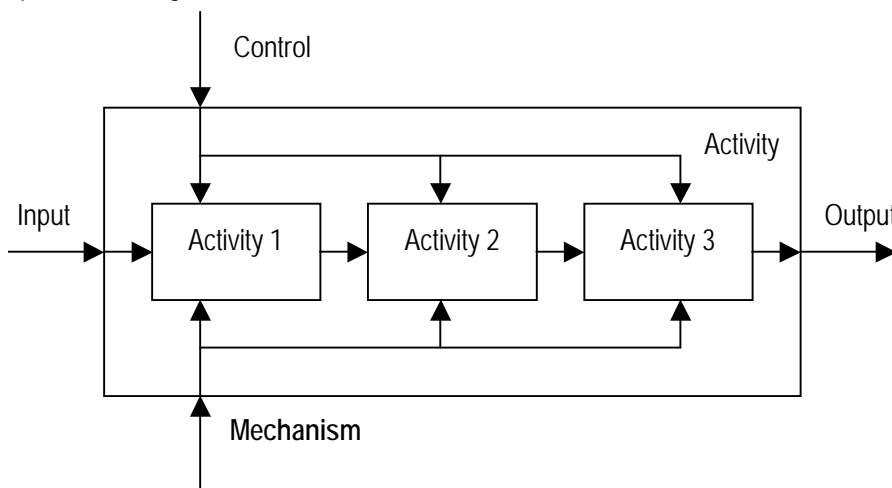 Control
Activity
Input
Activity 1
Activity 2
Activity 3
Output
Mechanism